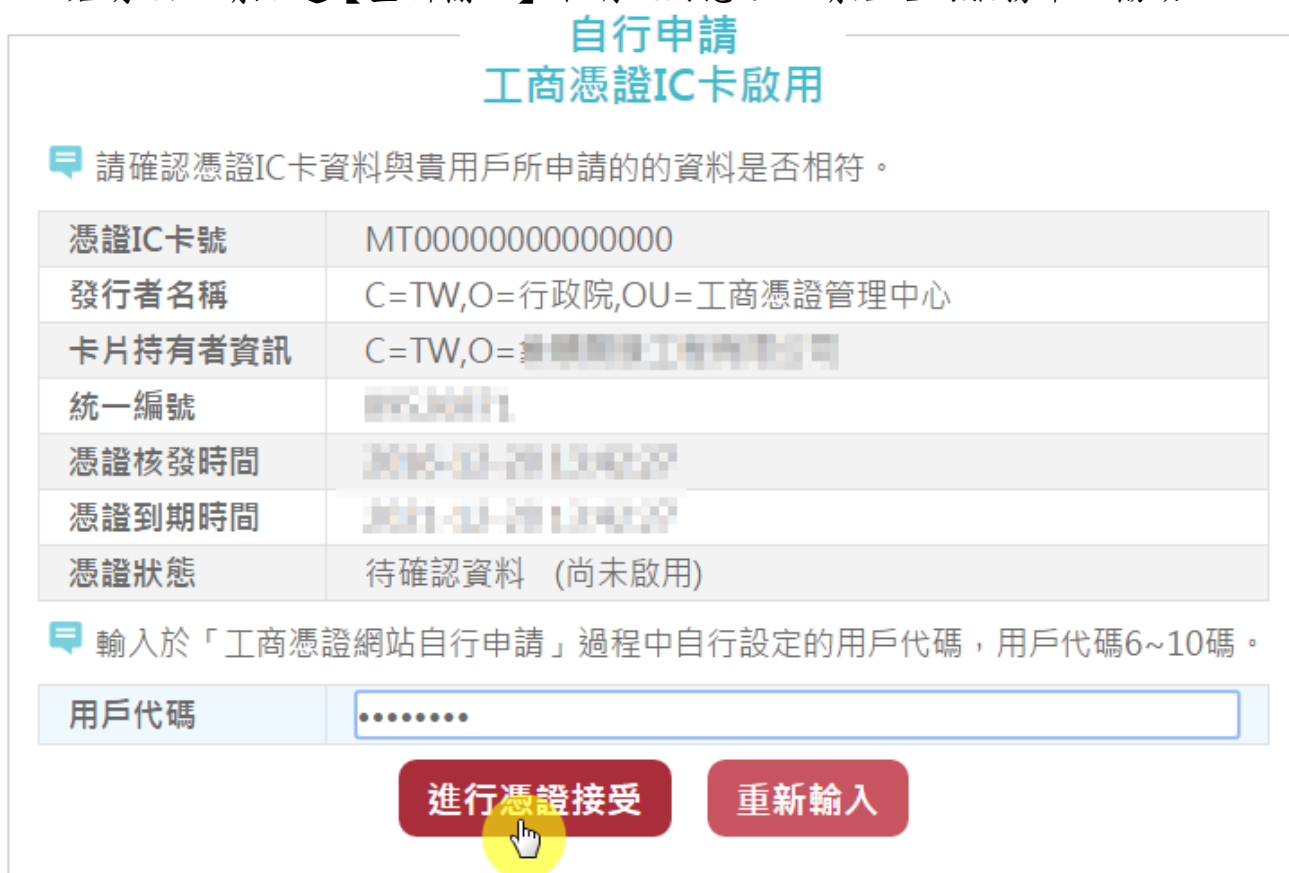 自行申請
工商憑證IC卡啟用
請確認憑證IC卡資料與貴用戶所申請的的資料是否相符。
憑證IC卡號 MT00000000000000
發行者名稱 C=TW,O=行政院,OU=工商憑證管理中心
卡片持有者資訊 C=TW,O=
統一編號
憑證核發時間
憑證到期時間
憑證狀態 待確認資料 (尚未啟用)
輸入於「工商憑證網站自行申請」過程中自行設定的用戶代碼，用戶代碼6~10碼。
用戶代碼 ••••••••
進行憑證接受 重新輸入